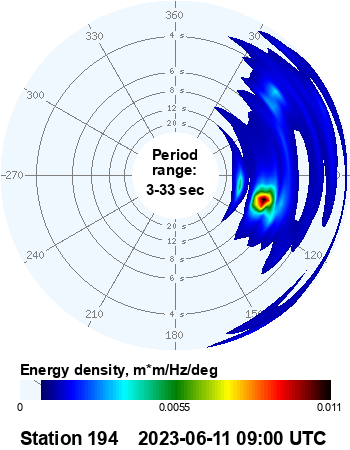 360
330
30
4 s
6 s
8 s
300
12 s
20 s
Period
range:
3-33 sec
-270
20 s
12 s
8 s
240
120
6 s
4 s
210
15
180
Energy density, m*m/Hz/deg
0 0.0055 0.011
Station 194 2023-06-11 09:00 UTC